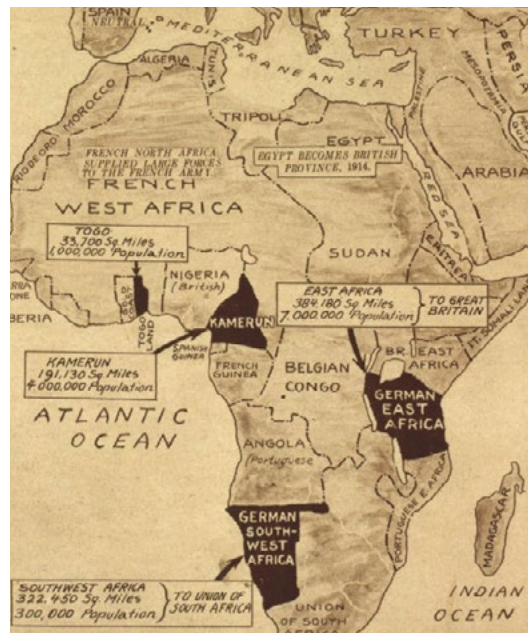 SPAIN
NEUTRAL
MEDITERRANEAN SEA
TURKEY
PERSIA
MESOPOTAMIA
PALESTINE
ALGERIA
TUNIS
MOROCCO
RIO DE ORO
TRIPOLI
EGYPT
ARABIA
FRENCH NORTH AFRICA
SUPPLIED LARGE FORCES
TO THE FRENCH ARMY.
EGYPT BECOMES BRITISH
PROVINCE, 1914.
RED SEA
FRENCH
WEST AFRICA
TOGO
33,700 Sq. Miles
1,000,000 Population
NIGERIA
(British)
SUDAN
ERITREA
EAST AFRICA
384,180 Sq. Miles
7,000,000 Population
TO GREAT
BRITAIN
IT. SOMALILAND
BERIA
GOLD COAST
TOGO
LAND
KAMERUN
SPANISH
GUINEA
FRENCH
GUINEA
BR. EAST
AFRICA
KAMERUN
191,130 Sq. Miles
4,000,000 Population
BELGIAN
CONGO
GERMAN
EAST
AFRICA
ATLANTIC
OCEAN
ANGOLA
(Portuguese
PORTUGUESE E. AFRICA
MADAGASCAR
GERMAN
SOUTH-
WEST
AFRICA
SOUTHWEST AFRICA
322,450 Sq. Miles
300,000 Population
TO UNION OF
SOUTH AFRICA
UNION
OF SOUTH
AFRICA
INDIAN
OCEAN